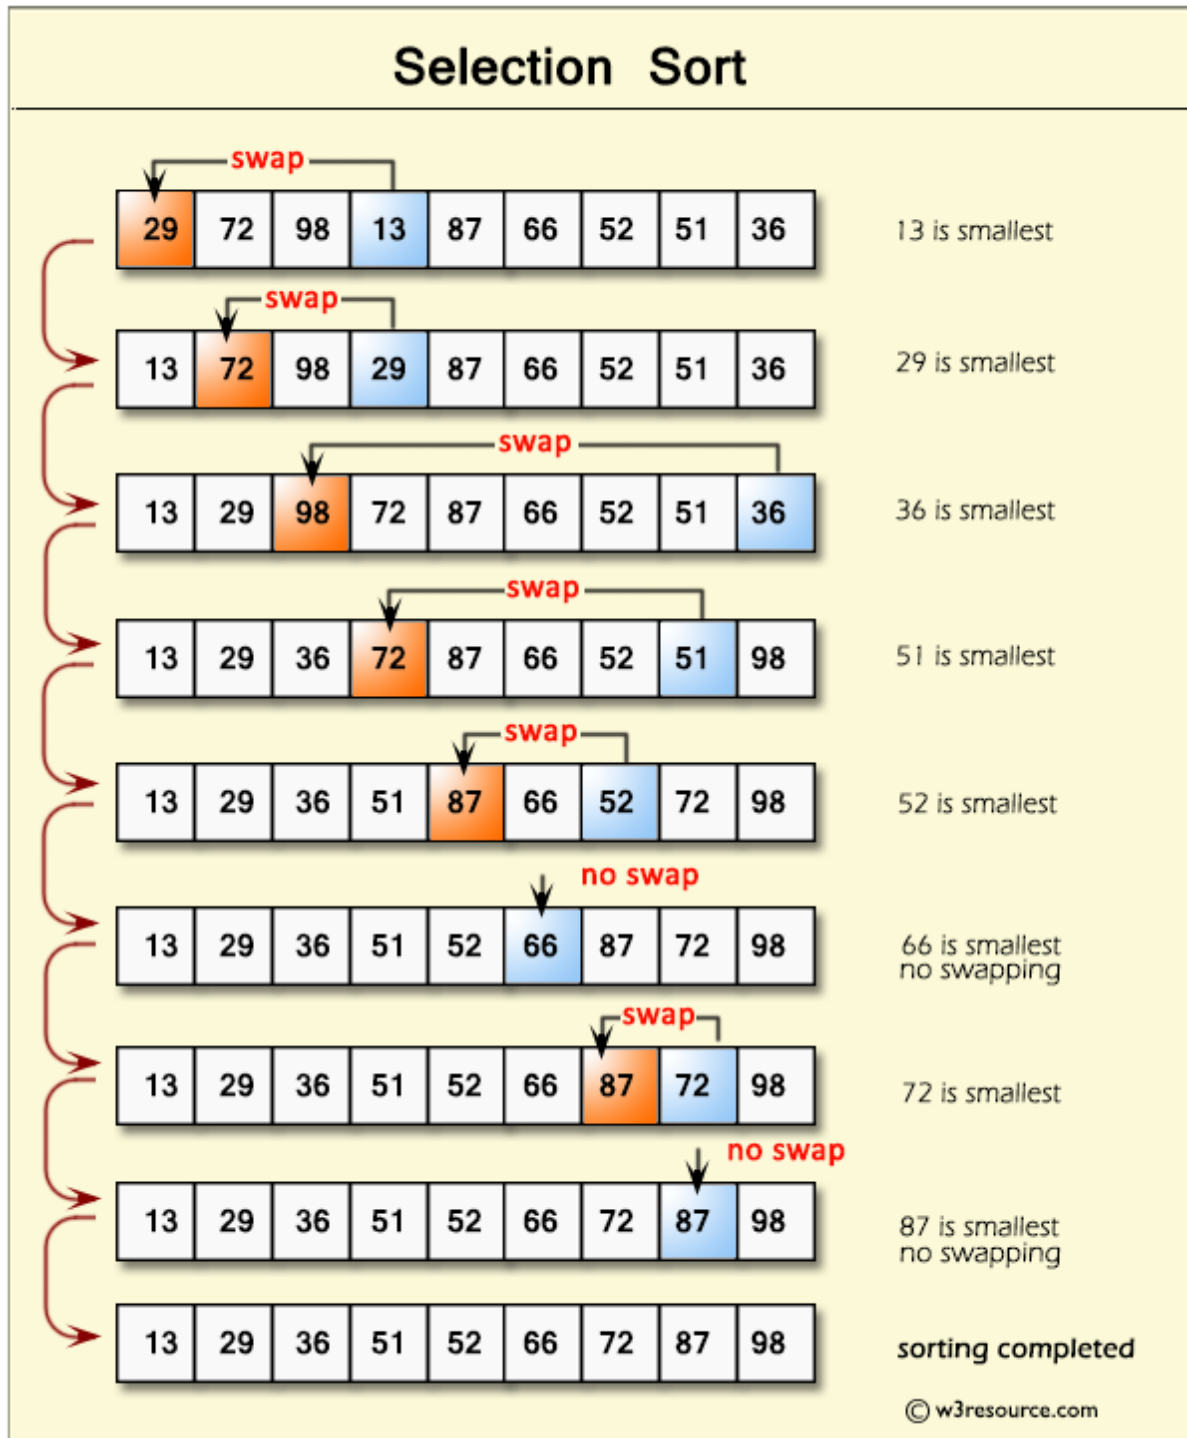 Selection Sort
swap
29 72 98 13 87 66 52 51 36
13 is smallest
swap
13 72 98 29 87 66 52 51 36
29 is smallest
swap
13 29 98 72 87 66 52 51 36
36 is smallest
swap
13 29 36 72 87 66 52 51 98
51 is smallest
swap
13 29 36 51 87 66 52 72 98
52 is smallest
no swap
13 29 36 51 52 66 87 72 98
66 is smallest
no swapping
swap
13 29 36 51 52 66 87 72 98
72 is smallest
no swap
13 29 36 51 52 66 72 87 98
87 is smallest
no swapping
13 29 36 51 52 66 72 87 98
sorting completed
© w3resource.com